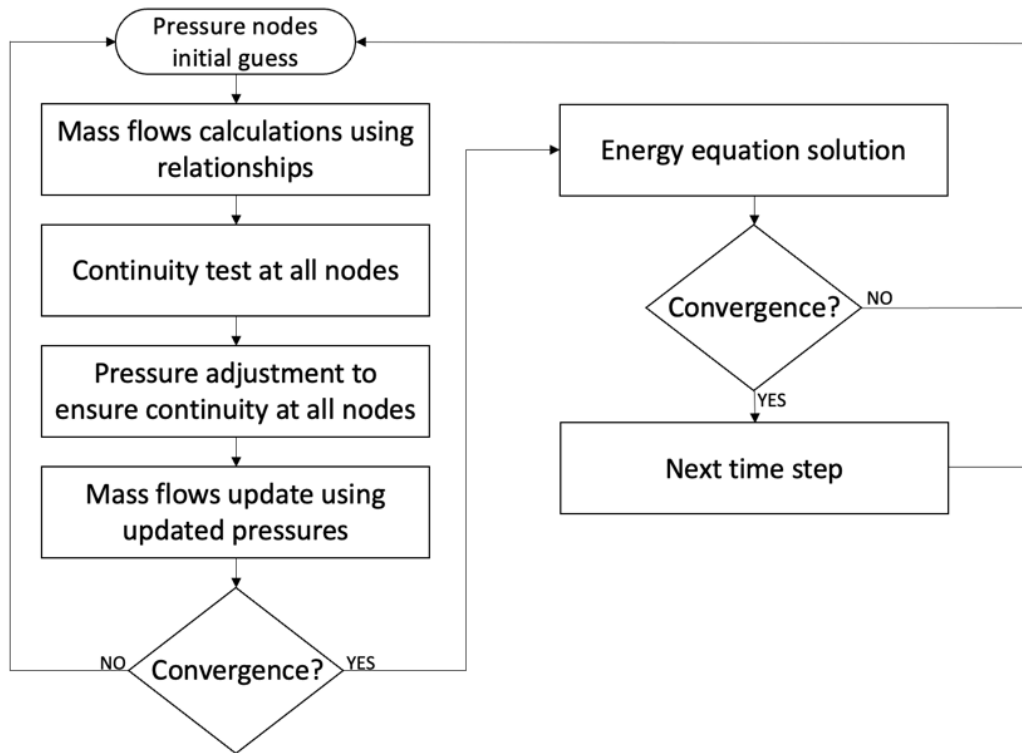 Pressure nodes
initial guess
Mass flows calculations using
relationships
Continuity test at all nodes
Pressure adjustment to
ensure continuity at all nodes
Mass flows update using
updated pressures
NO
Convergence?
YES
Energy equation solution
Convergence?
NO
YES
Next time step